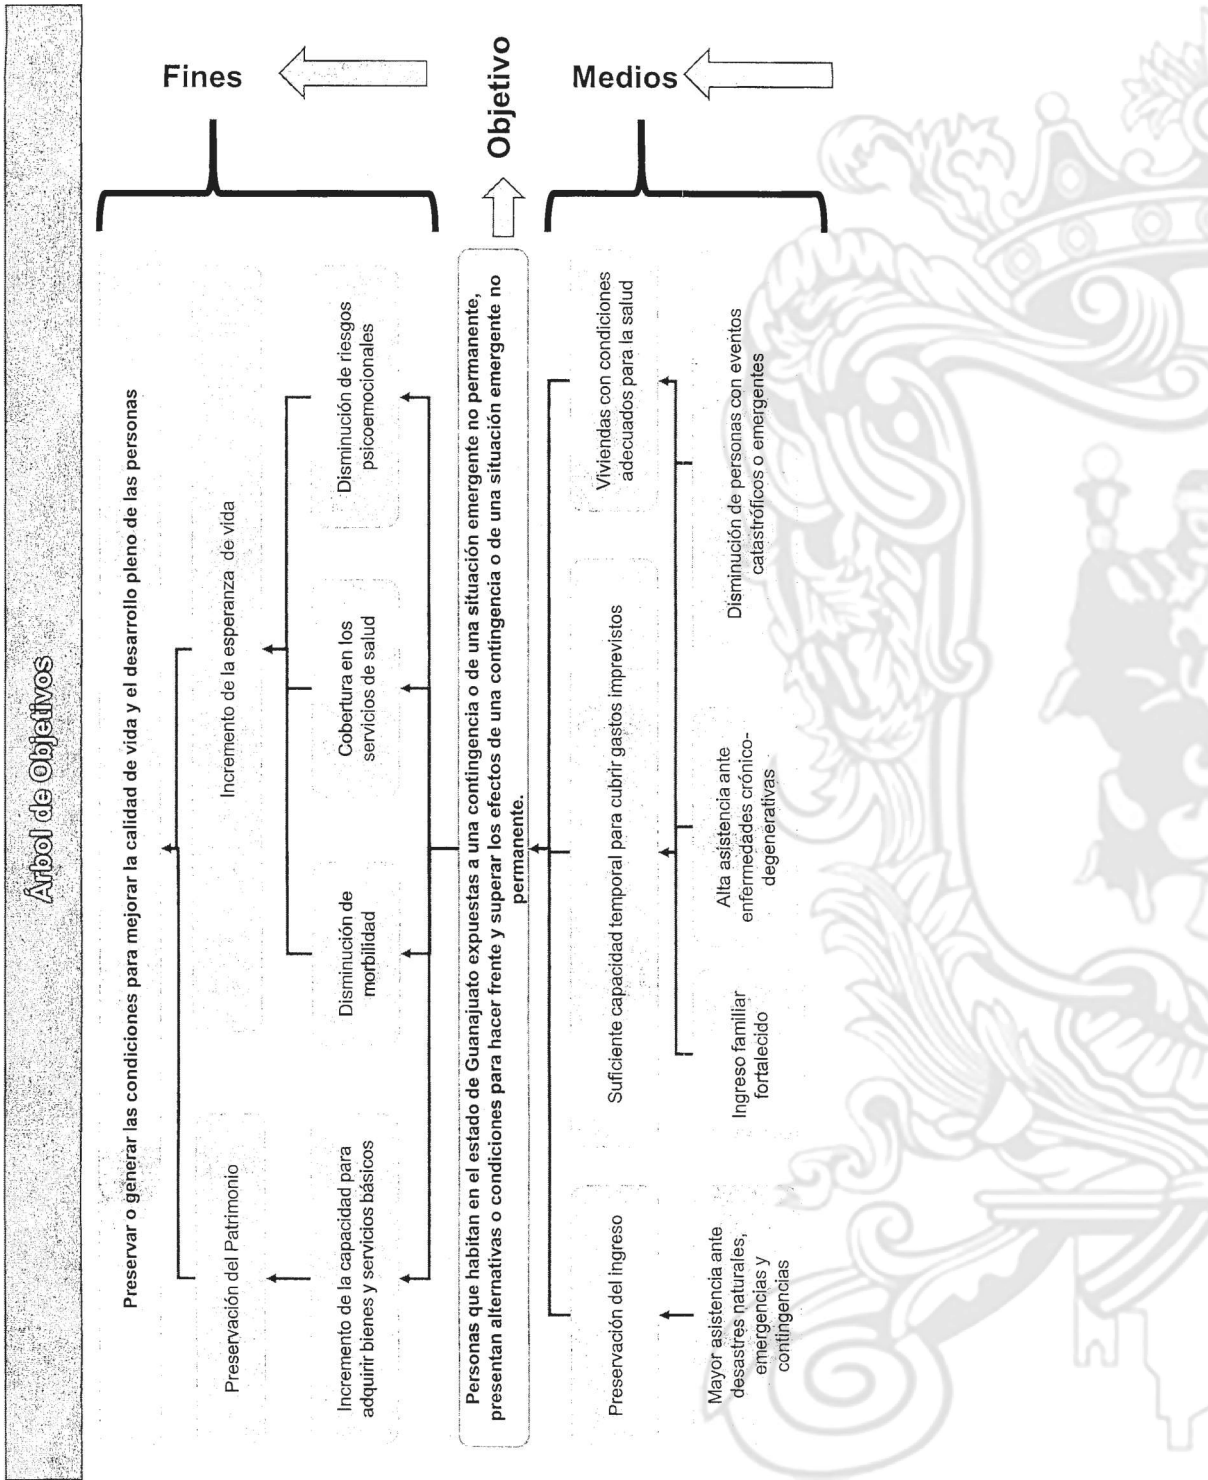 Árbol de Objetivos
Preservar o generar las condiciones para mejorar la calidad de vida y el desarrollo pleno de las personas
Fines
Preservación del Patrimonio
Incremento de la esperanza de vida
Incremento de la capacidad para
adquirir bienes y servicios básicos
Disminución de
morbilidad
Cobertura en los
servicios de salud
Disminución de riesgos
psicoemocionales
Personas que habitan en el estado de Guanajuato expuestas a una contingencia o de una situación emergente no permanente,
presentan alternativas o condiciones para hacer frente y superar los efectos de una contingencia o de una situación emergente no
permanente.
Objetivo
Preservación del ingreso
Suficiente capacidad temporal para cubrir gastos imprevistos
Viviendas con condiciones
adecuados para la salud
Medios
Mayor asistencia ante
desastres naturales,
emergencias y
contingencias
Ingreso familiar
fortalecido
Alta asistencia ante
enfermedades crónico-
degenerativas
Disminución de personas con eventos
catastróficos o emergentes